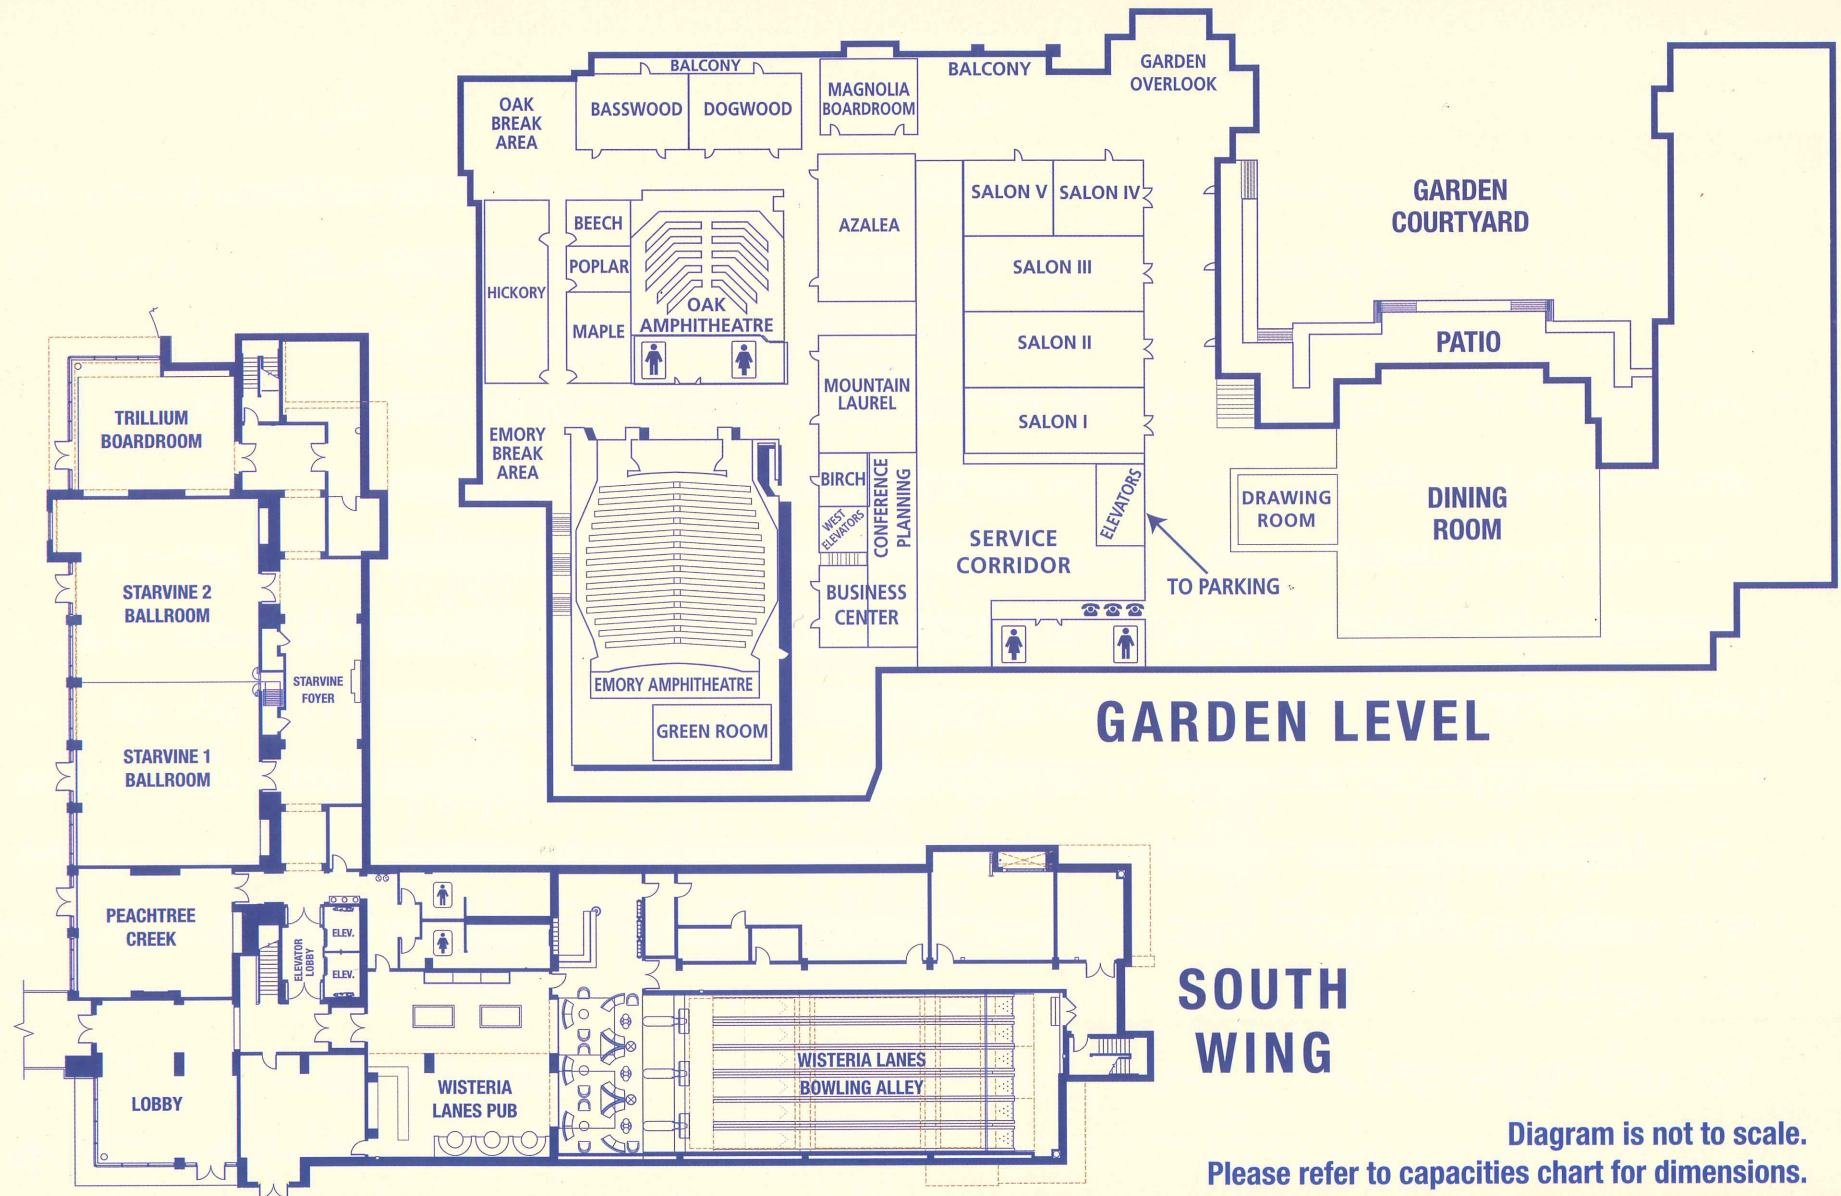 BALCONY
BALCONY
GARDEN
OVERLOOK
OAK
BREAK
AREA
BASSWOOD
DOGWOOD
MAGNOLIA
BOARDROOM
HICKORY
BEECH
POPLAR
MAPLE
OAK
AMPHITHEATRE
AZALEA
SALON V
SALON IV
SALON III
SALON II
SALON I
GARDEN
COURTYARD
PATIO
MOUNTAIN
LAUREL
EMORY
BREAK
AREA
BIRCH
WEST
ELEVATORS
CONFERENCE
PLANNING
BUSINESS
CENTER
ELEVATORS
SERVICE
CORRIDOR
TO PARKING
DRAWING
ROOM
DINING
ROOM
EMORY AMPHITHEATRE
GREEN ROOM
GARDEN LEVEL
TRILLIUM
BOARDROOM
STARVINE 2
BALLROOM
STARVINE
FOYER
STARVINE 1
BALLROOM
PEACHTREE
CREEK
ELEVATOR
LOBBY
ELEV.
ELEV.
LOBBY
WISTERIA
LANES PUB
WISTERIA LANES
BOWLING ALLEY
SOUTH
WING
Diagram is not to scale.
Please refer to capacities chart for dimensions.